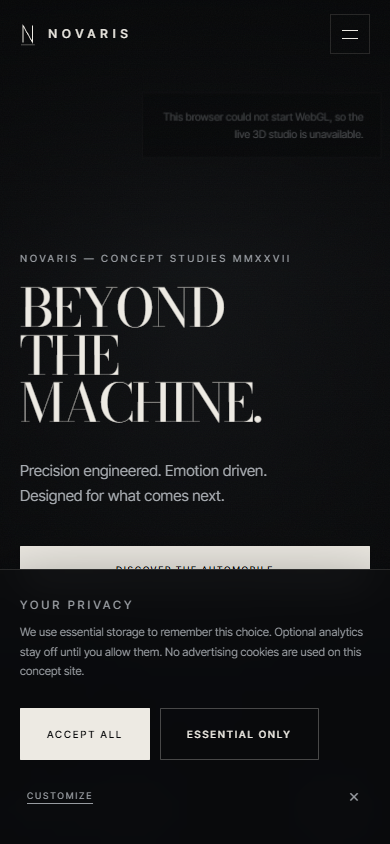 NOVARIS
This browser could not start WebGL, so the
live 3D studio is unavailable.
NOVARIS — CONCEPT STUDIES MMXXVII
BEYOND
THE
MACHINE.
Precision engineered. Emotion driven.
Designed for what comes next.
DISCOVER THE AUTOMOBILE
YOUR PRIVACY
We use essential storage to remember this choice. Optional analytics
stay off until you allow them. No advertising cookies are used on this
concept site.
ACCEPT ALL
ESSENTIAL ONLY
CUSTOMIZE